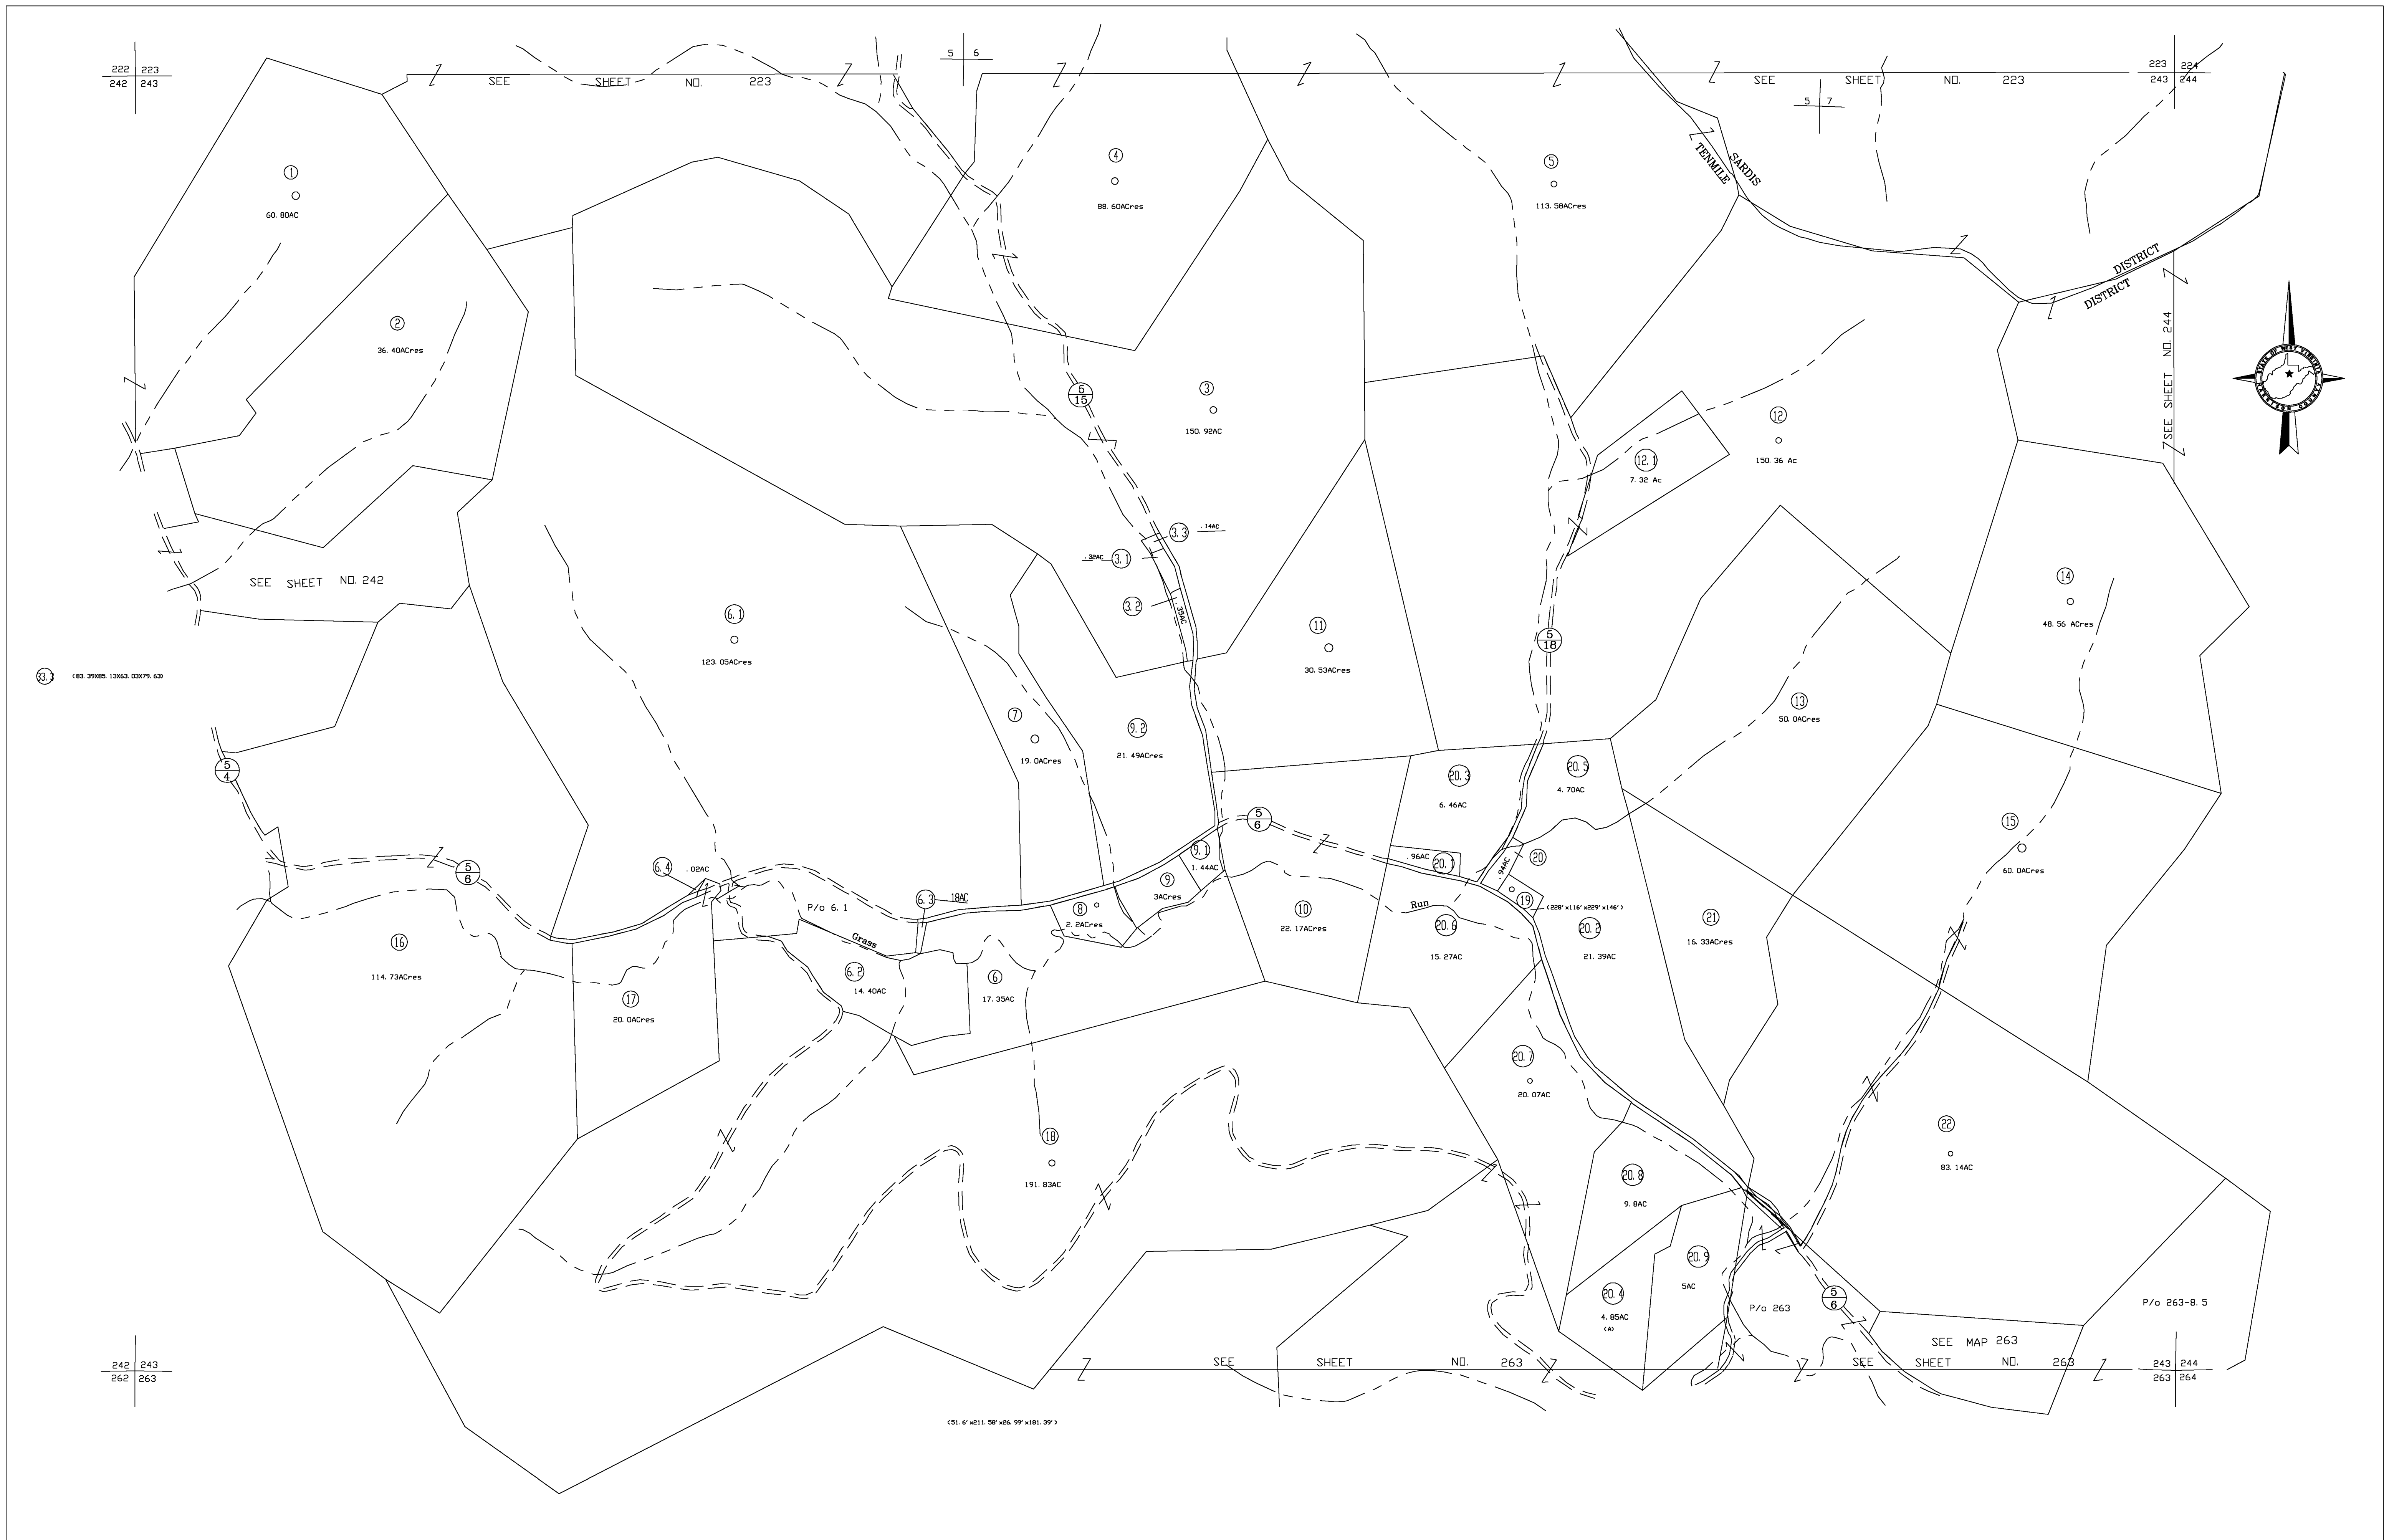 222 223
242 243
SEE SHEET NO. 223
5 6
SEE SHEET NO. 223
5 7
223 224
243 244
1
60.80AC
2
36.40ACres
4
88.60ACres
5
113.58ACres
TENMILE
SARDIS
DISTRICT
DISTRICT
SEE SHEET NO. 244
STATE OF WEST VIRGINIA
5
15
3
150.92AC
12
150.36 Ac
12.1
7.32 Ac
3.3
.14AC
.32AC
3.1
3.2
.35AC
SEE SHEET NO. 242
6.1
123.05ACres
11
30.53ACres
5
18
14
48.56 ACres
(83.39X85.13X63.03X79.63)
7
19.0ACres
9.2
21.49ACres
13
50.0ACres
5
4
20.3
6.46AC
20.5
4.70AC
5
6
15
60.0ACres
5
6
6.4
.02AC
9.1
1.44AC
.96AC
20.1
.94AC
20
P/o 6.1
6.3
.18AC
8
2.2ACres
9
3ACres
10
22.17ACres
Run
19
(228'x116'x229'x146')
20.6
15.27AC
20.2
21.39AC
21
16.33ACres
Grass
16
114.73ACres
17
20.0ACres
6.2
14.40AC
6
17.35AC
20.7
20.07AC
18
191.83AC
22
83.14AC
20.8
9.8AC
20.9
5AC
20.4
4.85AC
(A)
P/o 263
5
6
P/o 263-8.5
SEE MAP 263
242 243
262 263
SEE SHEET NO. 263
SEE SHEET NO. 263
243 244
263 264
(51.6'x211.58'x26.99'x181.39')